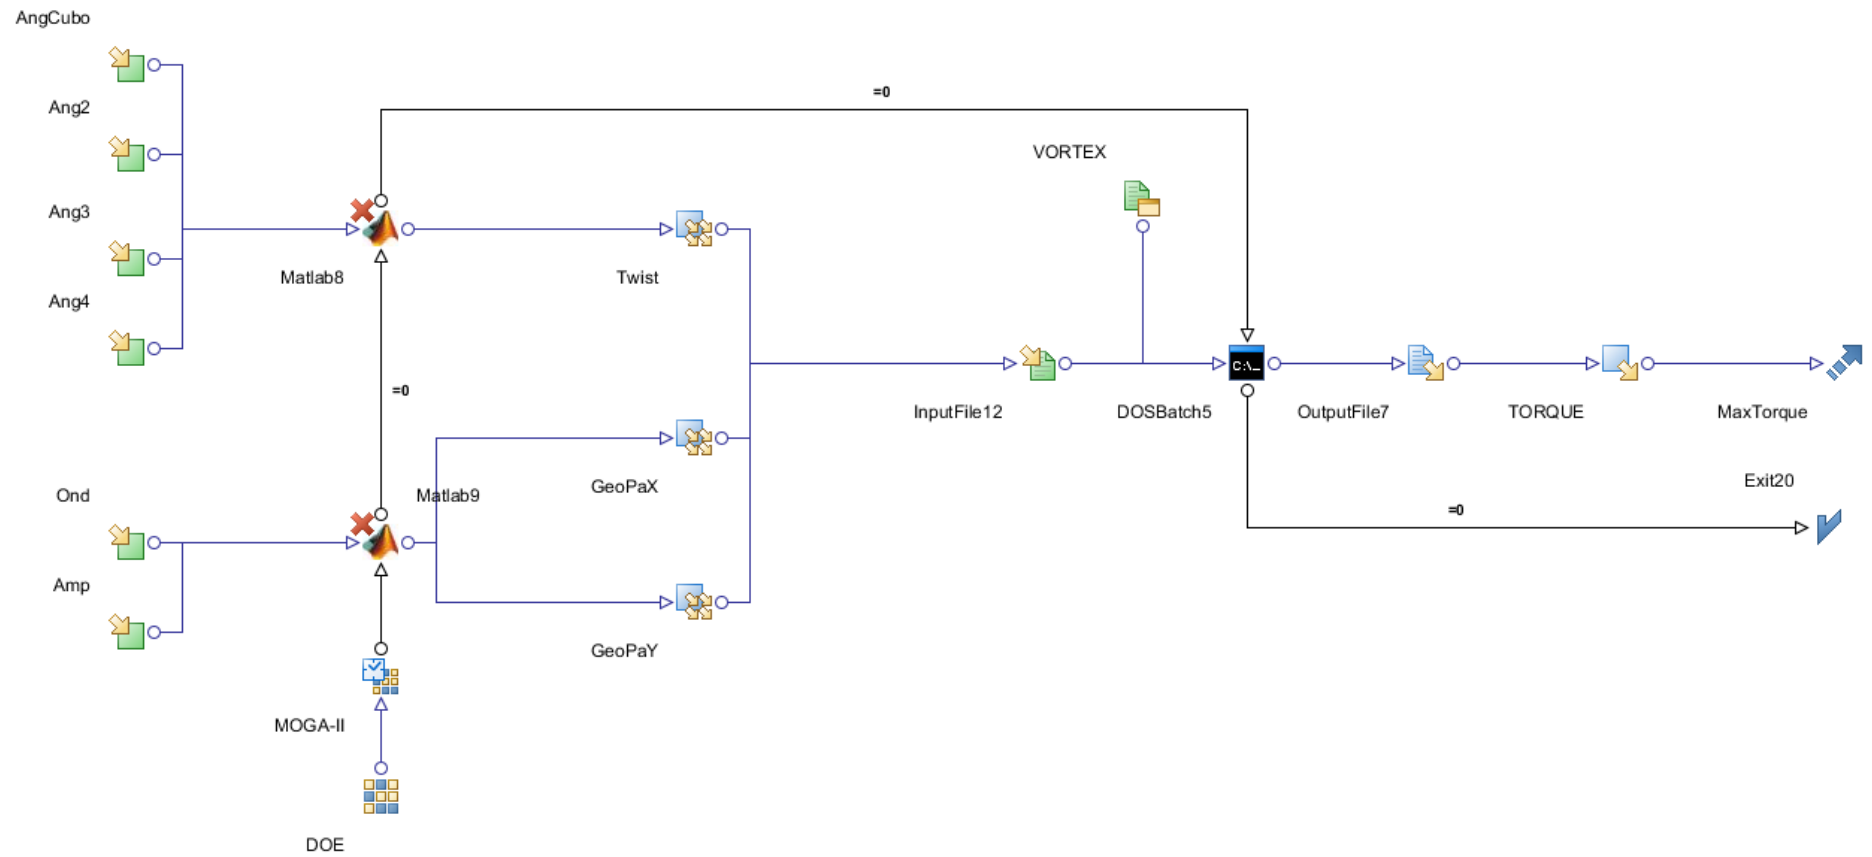 AngCubo
Ang2
=0
VORTEX
Ang3
Matlab8
Twist
Ang4
=0
C:\_
InputFile12
DOSBatch5
OutputFile7
TORQUE
MaxTorque
Ond
Matlab9
GeoPaX
Exit20
=0
Amp
GeoPaY
MOGA-II
DOE